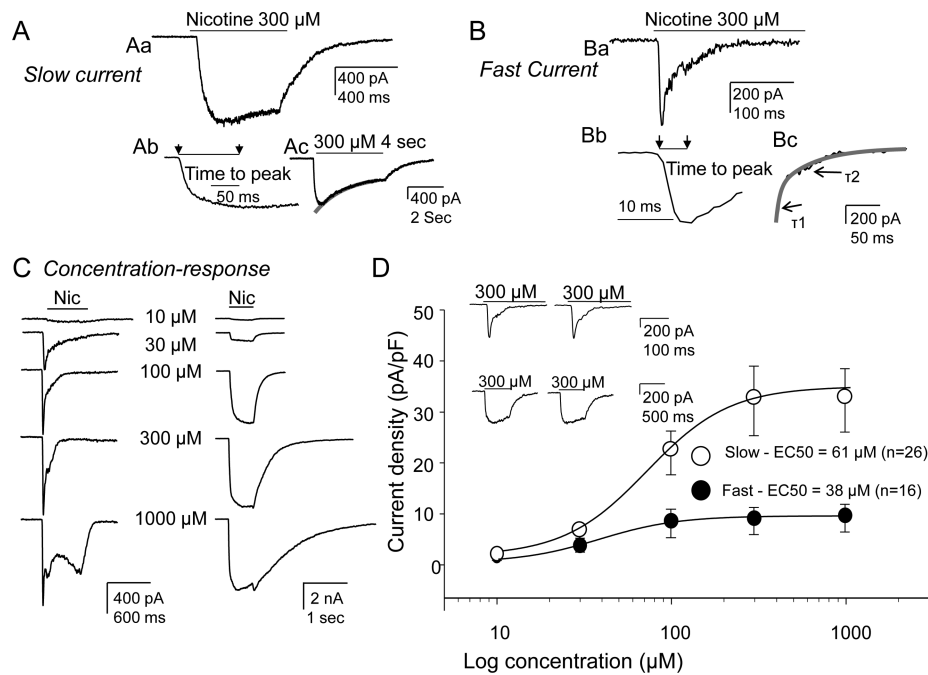 A
Nicotine 300 µM
Aa
Slow current
400 pA
400 ms
Ab
Time to peak
50 ms
Ac
300 µM 4 sec
400 pA
2 Sec
B
Nicotine 300 µM
Ba
Fast Current
200 pA
100 ms
Bb
Time to peak
10 ms
Bc
τ2
τ1
200 pA
50 ms
C Concentration-response
Nic
Nic
10 µM
30 µM
100 µM
300 µM
1000 µM
400 pA
600 ms
2 nA
1 sec
D
300 µM
300 µM
200 pA
100 ms
300 µM
300 µM
200 pA
500 ms
Current density (pA/pF)
50
40
30
20
10
0
Slow - EC50 = 61 µM (n=26)
Fast - EC50 = 38 µM (n=16)
10
100
1000
Log concentration (µM)